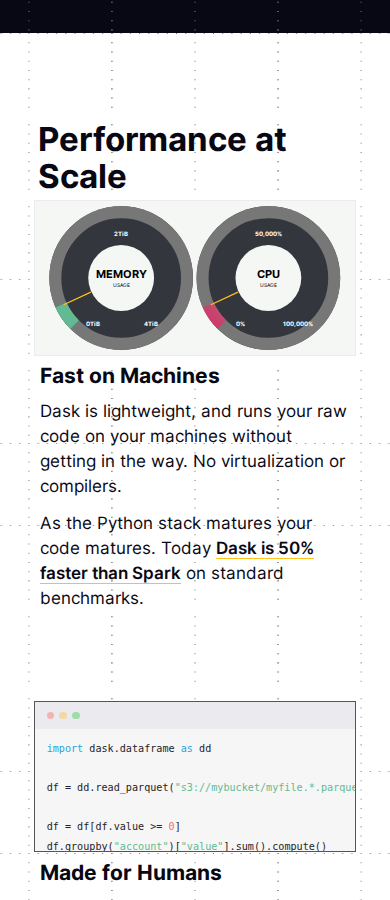 Performance at
Scale
2TiB
MEMORY
USAGE
0TiB
4TiB
50,000%
CPU
USAGE
0%
100,000%
Fast on Machines
Dask is lightweight, and runs your raw
code on your machines without
getting in the way. No virtualization or
compilers.
As the Python stack matures your
code matures. Today Dask is 50%
faster than Spark on standard
benchmarks.
import dask.dataframe as dd
df = dd.read_parquet("s3://mybucket/myfile.*.parque
df = df[df.value >= 0]
df.groupby("account")["value"].sum().compute()
Made for Humans